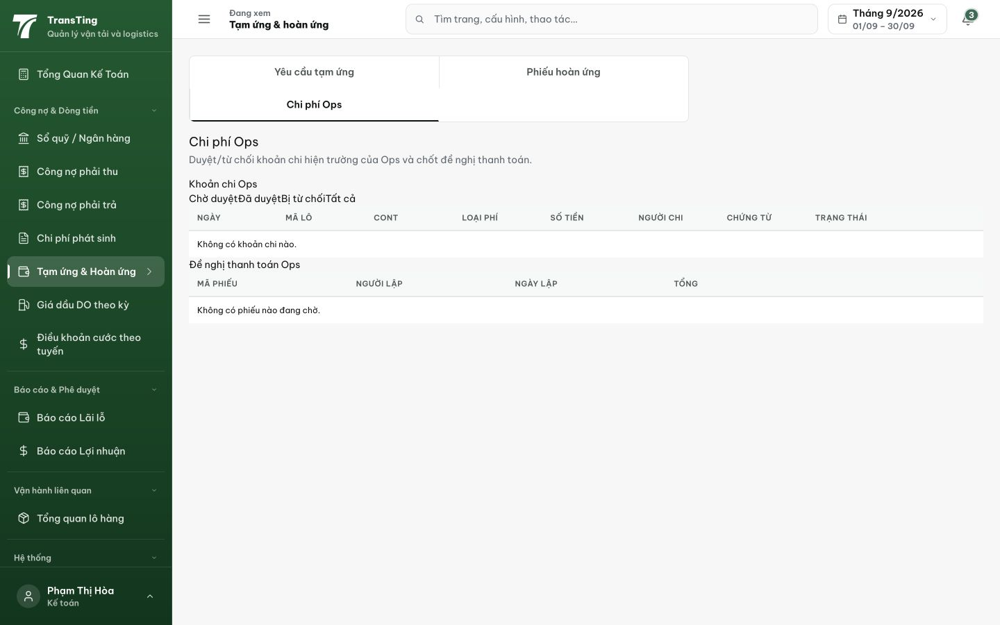 TransTing
Quản lý vận tải và logistics
Tổng Quan Kế Toán
Công nợ & Dòng tiền
Sổ quỹ / Ngân hàng
Công nợ phải thu
Công nợ phải trả
Chi phí phát sinh
Tạm ứng & Hoàn ứng
Giá dầu DO theo kỳ
Điều khoản cước theo
tuyến
Báo cáo & Phê duyệt
Báo cáo Lãi lỗ
Báo cáo Lợi nhuận
Vận hành liên quan
Tổng quan lô hàng
Hệ thống
Phạm Thị Hòa
Kế toán
Đang xem
Tạm ứng & hoàn ứng
Tìm trang, cấu hình, thao tác...
Tháng 9/2026
01/09 – 30/09
3
Yêu cầu tạm ứng
Phiếu hoàn ứng
Chi phí Ops
Chi phí Ops
Duyệt/từ chối khoản chi hiện trường của Ops và chốt đề nghị thanh toán.
Khoản chi Ops
Chờ duyệtĐã duyệtBị từ chốiTất cả
NGÀY MÃ LÔ CONT LOẠI PHÍ SỐ TIỀN NGƯỜI CHI CHỨNG TỪ TRẠNG THÁI
Không có khoản chi nào.
Đề nghị thanh toán Ops
MÃ PHIẾU NGƯỜI LẬP NGÀY LẬP TỔNG
Không có phiếu nào đang chờ.